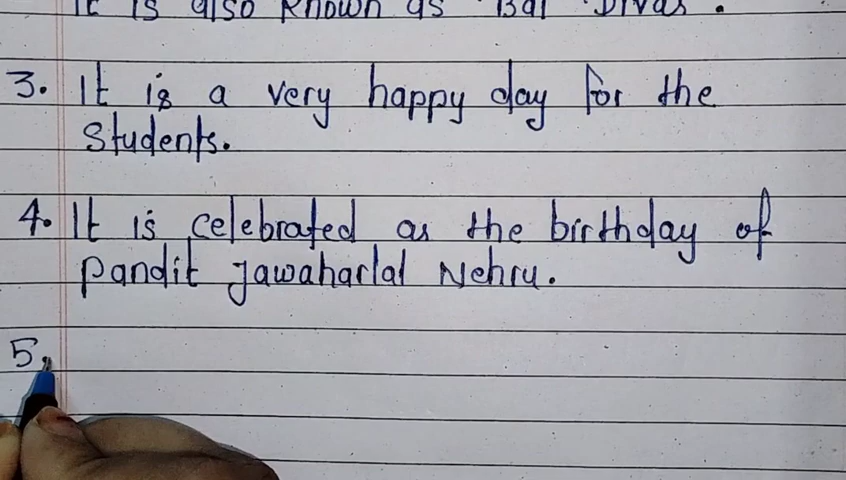 It is also known as Bal Divas.
3. It is a very happy day for the
students.
4. It is celebrated as the birthday of
Pandit Jawaharlal Nehru.
5.